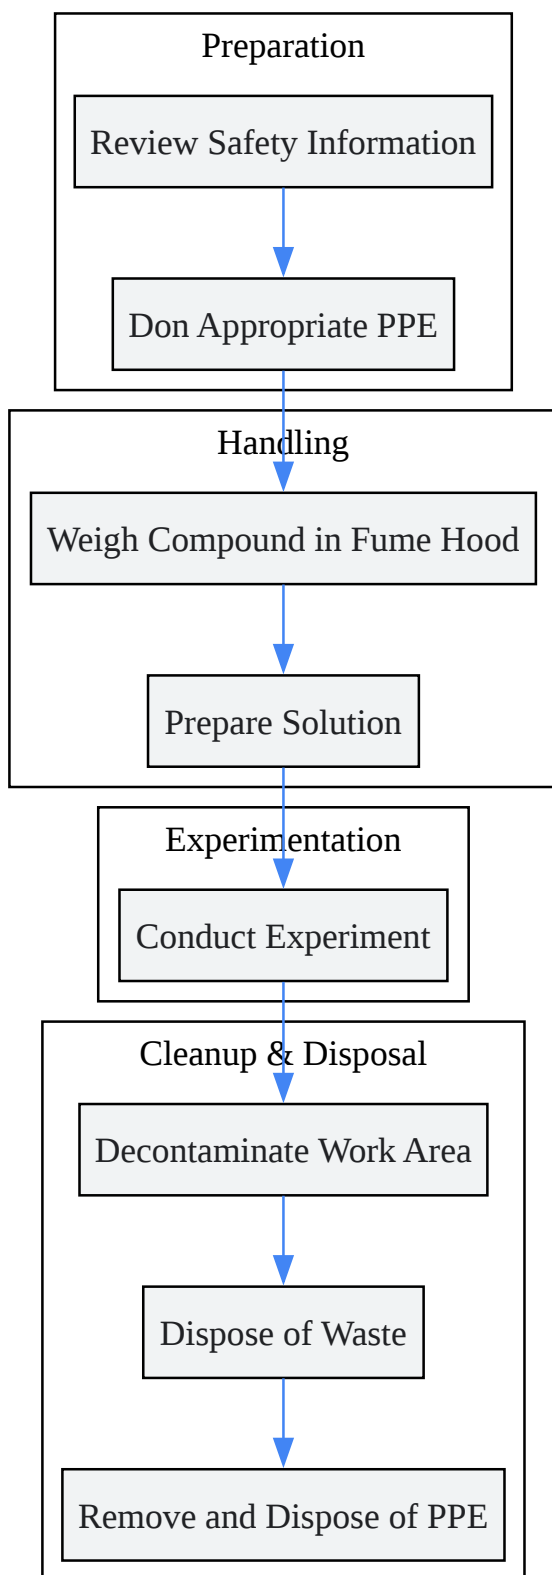 Preparation
Review Safety Information
Don Appropriate PPE
Handling
Weigh Compound in Fume Hood
Prepare Solution
Experimentation
Conduct Experiment
Cleanup & Disposal
Decontaminate Work Area
Dispose of Waste
Remove and Dispose of PPE